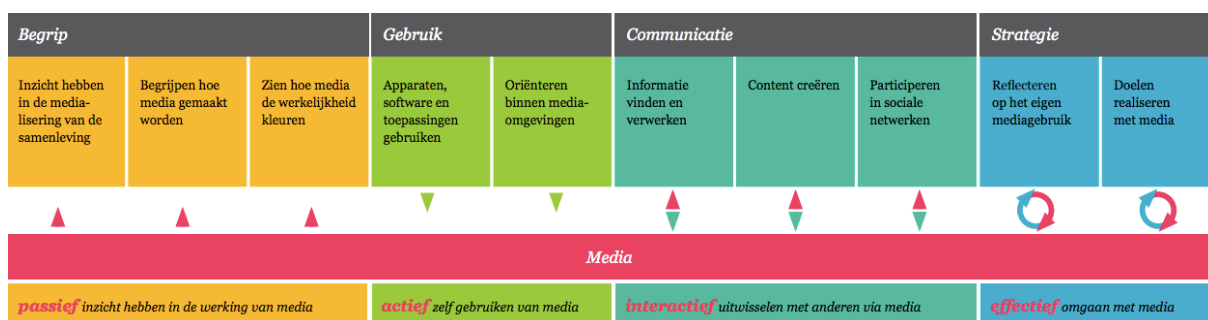 Begrip
Gebruik
Communicatie
Strategie
Inzicht hebben
in de media-
lisering van de
samenleving
Begrijpen hoe
media gemaakt
worden
Zien hoe media
de werkelijkheid
kleuren
Apparaten,
software en
toepassingen
gebruiken
Oriënteren
binnen media-
omgevingen
Informatie
vinden en
verwerken
Content creëren
Participeren
in sociale
netwerken
Reflecteren
op het eigen
mediagebruik
Doelen
realiseren
met media
Media
passief inzicht hebben in de werking van media
actief zelf gebruiken van media
interactief uitwisselen met anderen via media
effectief omgaan met media